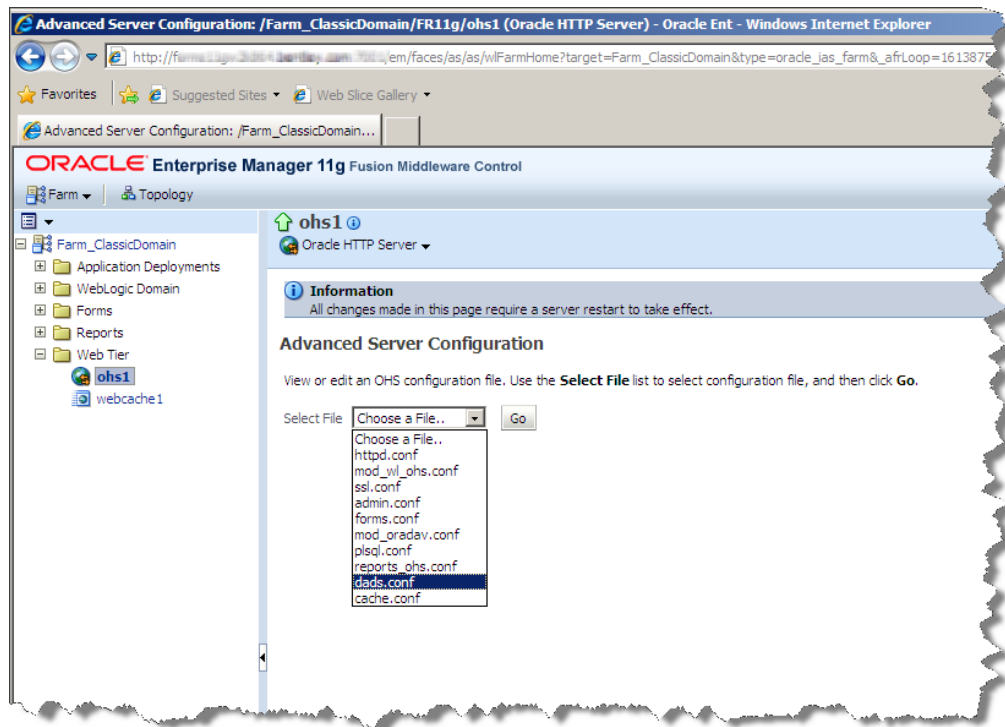 Advanced Server Configuration: /Farm_ClassicDomain/FR11g/ohs1 (Oracle HTTP Server) - Oracle Ent - Windows Internet Explorer
http:// /em/faces/as/as/wlFarmHome?target=Farm_ClassicDomain&type=oracle_ias_farm&_afrLoop=1613875
Favorites Suggested Sites Web Slice Gallery
Advanced Server Configuration: /Farm_ClassicDomain...
ORACLE Enterprise Manager 11g Fusion Middleware Control
Farm Topology
Farm_ClassicDomain
Application Deployments
WebLogic Domain
Forms
Reports
Web Tier
ohs1
webcache1
ohs1
Oracle HTTP Server
Information
All changes made in this page require a server restart to take effect.
Advanced Server Configuration
View or edit an OHS configuration file. Use the Select File list to select configuration file, and then click Go.
Select File Choose a File.. Go
Choose a File..
httpd.conf
mod_wl_ohs.conf
ssl.conf
admin.conf
forms.conf
mod_oradav.conf
plsql.conf
reports_ohs.conf
dads.conf
cache.conf